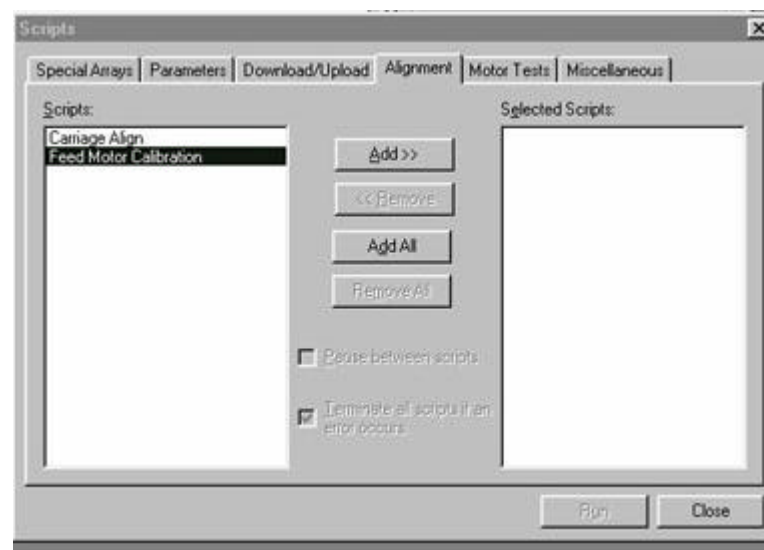 Scripts
Special Arrays Parameters Download/Upload Alignment Motor Tests Miscellaneous
Scripts:
Selected Scripts:
Carriage Align
Feed Motor Calibration
Add >>
<< Remove
Add All
Remove All
Pause between scripts
Terminate all scripts if an
error occurs
Run
Close